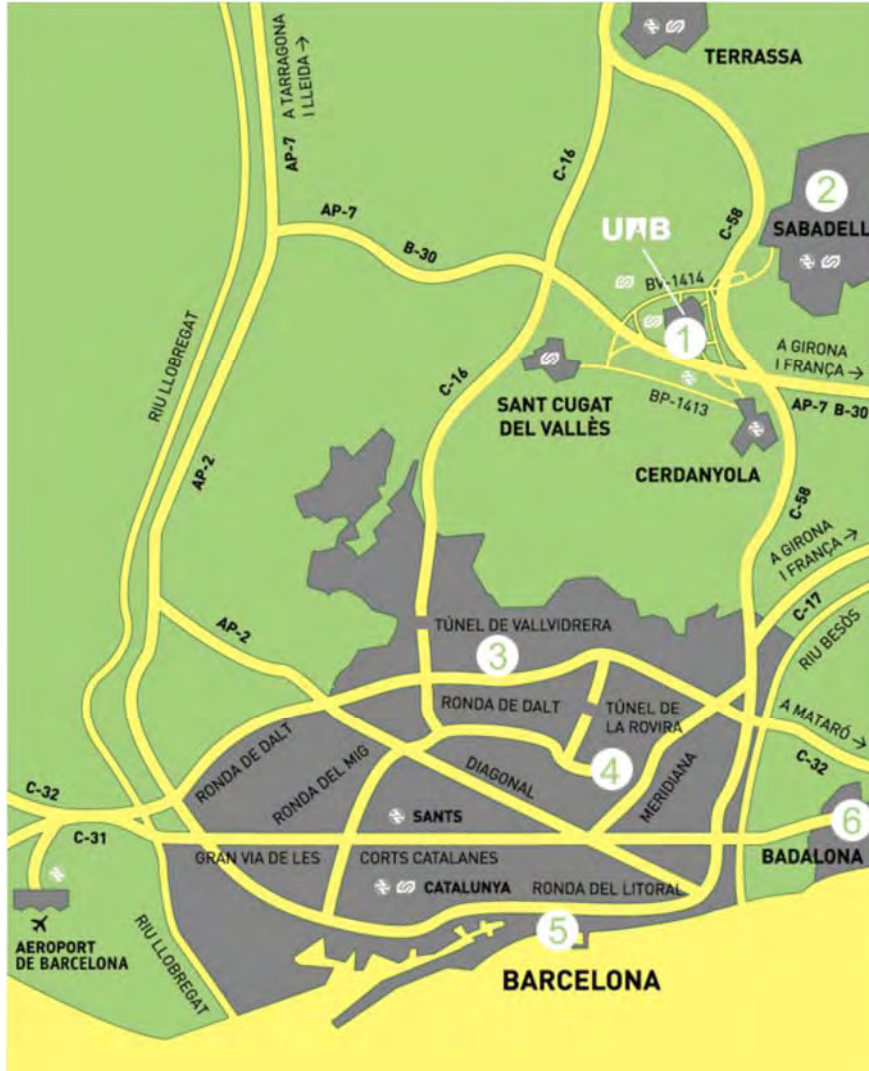 TERRASSA
A TARRAGONA
I LLEIDA →
AP-7
C-16
2
SABADELL
C-58
AP-7
UAB
B-30
BV-1414
1
A GIRONA
I FRANÇA →
RIU LLOBREGAT
C-16
SANT CUGAT
DEL VALLÈS
BP-1413
AP-7 B-30
AP-2
CERDANYOLA
C-58
A GIRONA
I FRANÇA →
C-17
RIU BESÒS
AP-2
TÚNEL DE VALLVIDRERA
3
RONDA DE DALT
TÚNEL DE
LA ROVIRA
A MATARÓ →
C-32
RONDA DE DALT
RONDA DEL MIG
DIAGONAL
4
MERIDIANA
C-32
C-31
SANTS
6
BADALONA
GRAN VIA DE LES
CORTS CATALANES
CATALUNYA
RONDA DEL LITORAL
AEROPORT
DE BARCELONA
RIU LLOBREGAT
5
BARCELONA